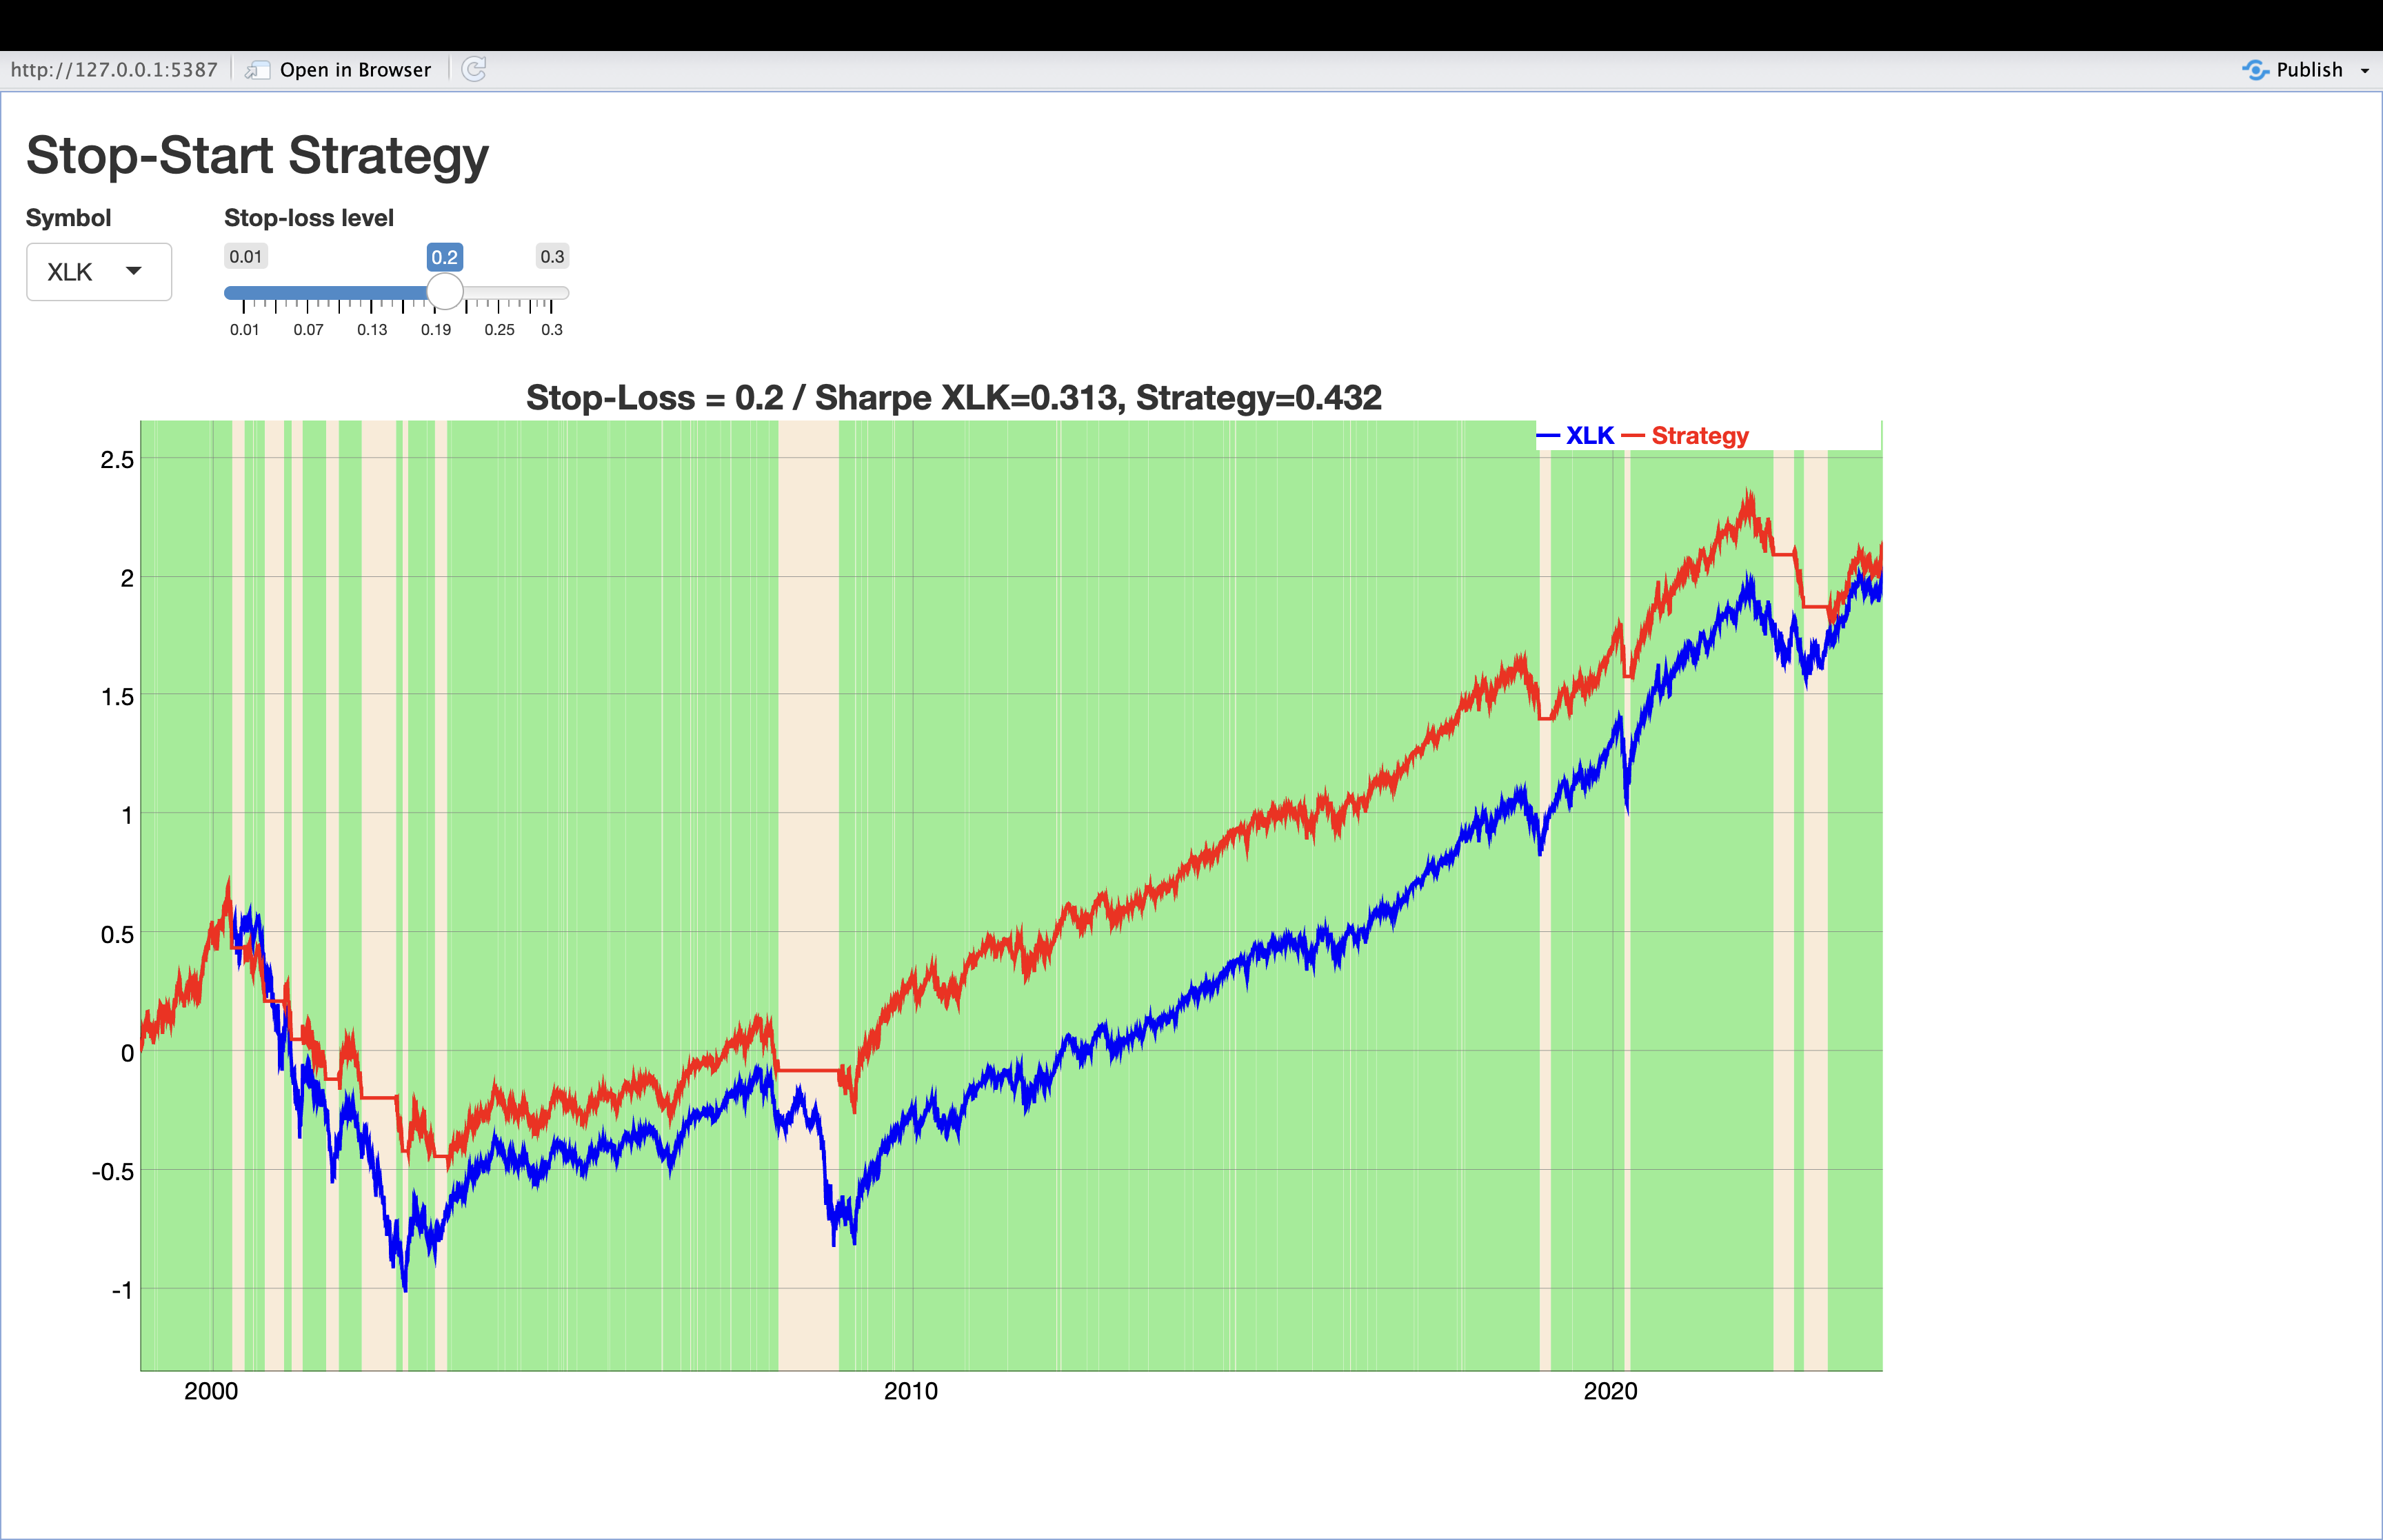 http://127.0.0.1:5387 Open in Browser Publish
Stop-Start Strategy
Symbol Stop-loss level
0.01 0.2 0.3
XLK
0.01 0.07 0.13 0.19 0.25 0.3
Stop-Loss = 0.2 / Sharpe XLK=0.313, Strategy=0.432
XLK Strategy
2.5
2
1.5
1
0.5
0
-0.5
-1
2000 2010 2020